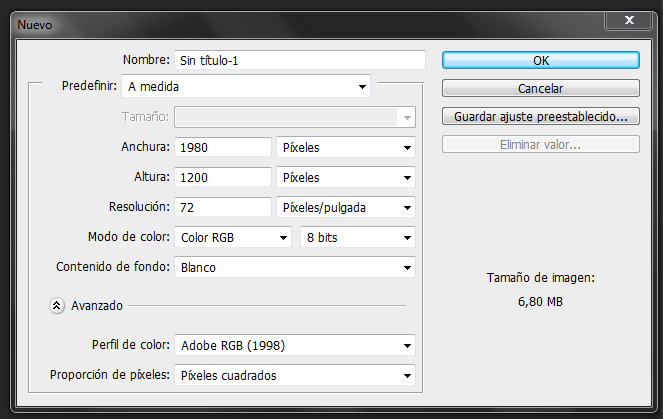 Nuevo
Nombre: Sin título-1
OK
Predefinir: A medida
Cancelar
Tamaño:
Guardar ajuste preestablecido...
Anchura: 1980 Píxeles
Eliminar valor...
Altura: 1200 Píxeles
Resolución: 72 Píxeles/pulgada
Modo de color: Color RGB 8 bits
Contenido de fondo: Blanco
Tamaño de imagen:
6,80 MB
Avanzado
Perfil de color: Adobe RGB (1998)
Proporción de píxeles: Píxeles cuadrados